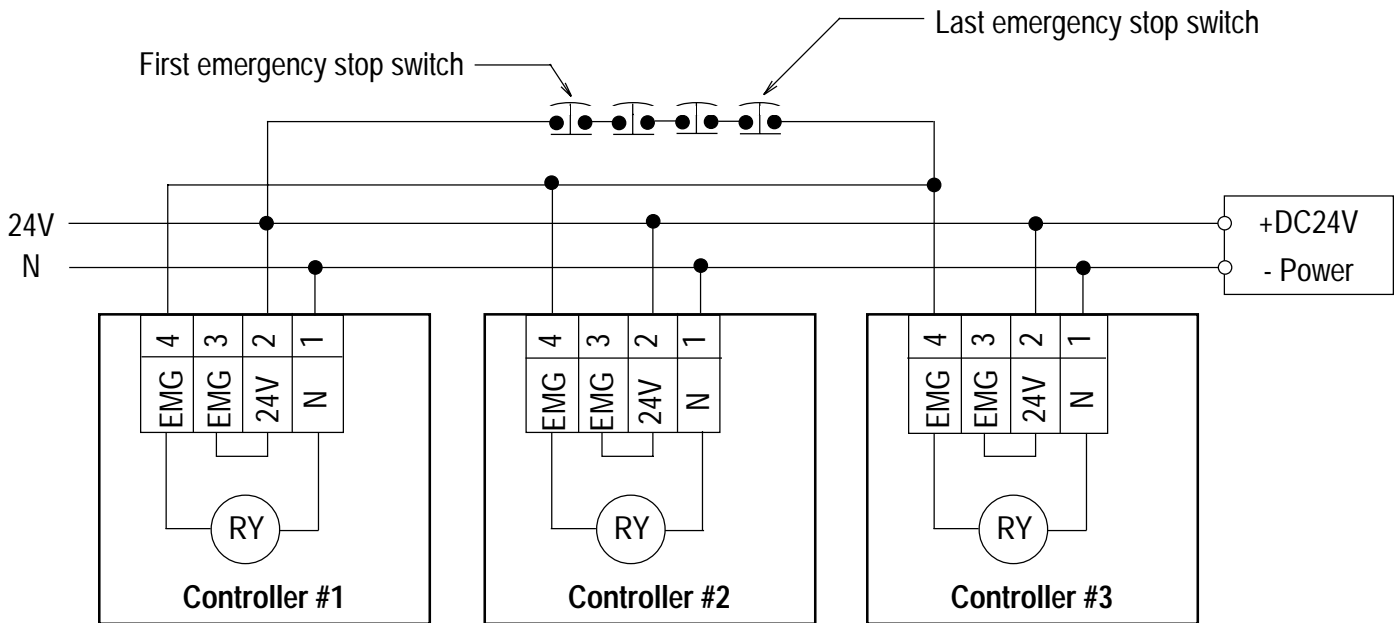 Last emergency stop switch
First emergency stop switch
24V
N
+DC24V
- Power
4 3 2 1
EMG EMG 24V N
RY
Controller #1
4 3 2 1
EMG EMG 24V N
RY
Controller #2
4 3 2 1
EMG EMG 24V N
RY
Controller #3